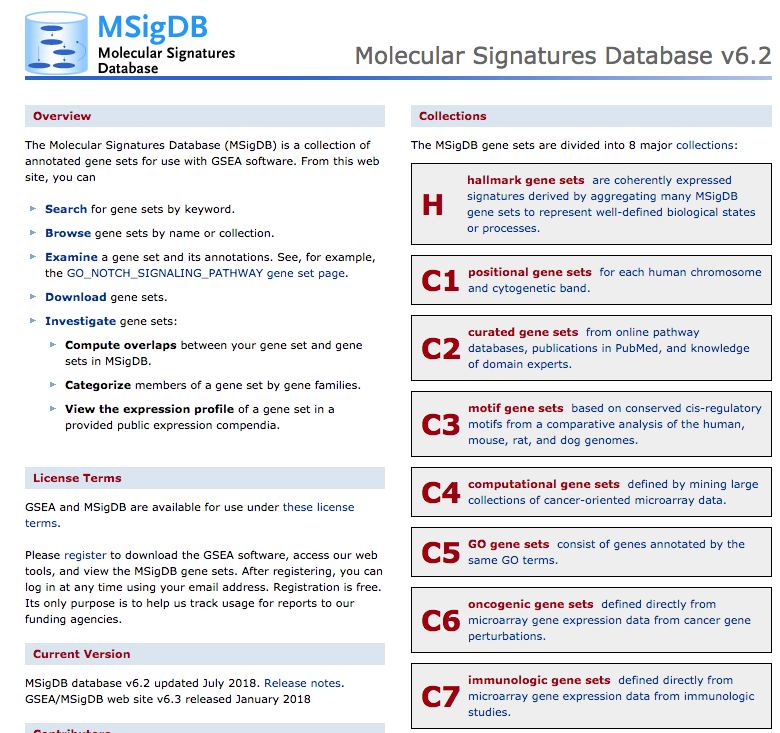 MSigDB
Molecular Signatures
Database
Molecular Signatures Database v6.2
Overview
The Molecular Signatures Database (MSigDB) is a collection of
annotated gene sets for use with GSEA software. From this web
site, you can
Search for gene sets by keyword.
Browse gene sets by name or collection.
Examine a gene set and its annotations. See, for example,
the GO_NOTCH_SIGNALING_PATHWAY gene set page.
Download gene sets.
Investigate gene sets:
Compute overlaps between your gene set and gene
sets in MSigDB.
Categorize members of a gene set by gene families.
View the expression profile of a gene set in a
provided public expression compendia.
License Terms
GSEA and MSigDB are available for use under these license
terms.
Please register to download the GSEA software, access our web
tools, and view the MSigDB gene sets. After registering, you can
log in at any time using your email address. Registration is free.
Its only purpose is to help us track usage for reports to our
funding agencies.
Current Version
MSigDB database v6.2 updated July 2018. Release notes.
GSEA/MSigDB web site v6.3 released January 2018
Contributors
Collections
The MSigDB gene sets are divided into 8 major collections:
H
hallmark gene sets are coherently expressed
signatures derived by aggregating many MSigDB
gene sets to represent well-defined biological states
or processes.
C1
positional gene sets for each human chromosome
and cytogenetic band.
C2
curated gene sets from online pathway
databases, publications in PubMed, and knowledge
of domain experts.
C3
motif gene sets based on conserved cis-regulatory
motifs from a comparative analysis of the human,
mouse, rat, and dog genomes.
C4
computational gene sets defined by mining large
collections of cancer-oriented microarray data.
C5
GO gene sets consist of genes annotated by the
same GO terms.
C6
oncogenic gene sets defined directly from
microarray gene expression data from cancer gene
perturbations.
C7
immunologic gene sets defined directly from
microarray gene expression data from immunologic
studies.